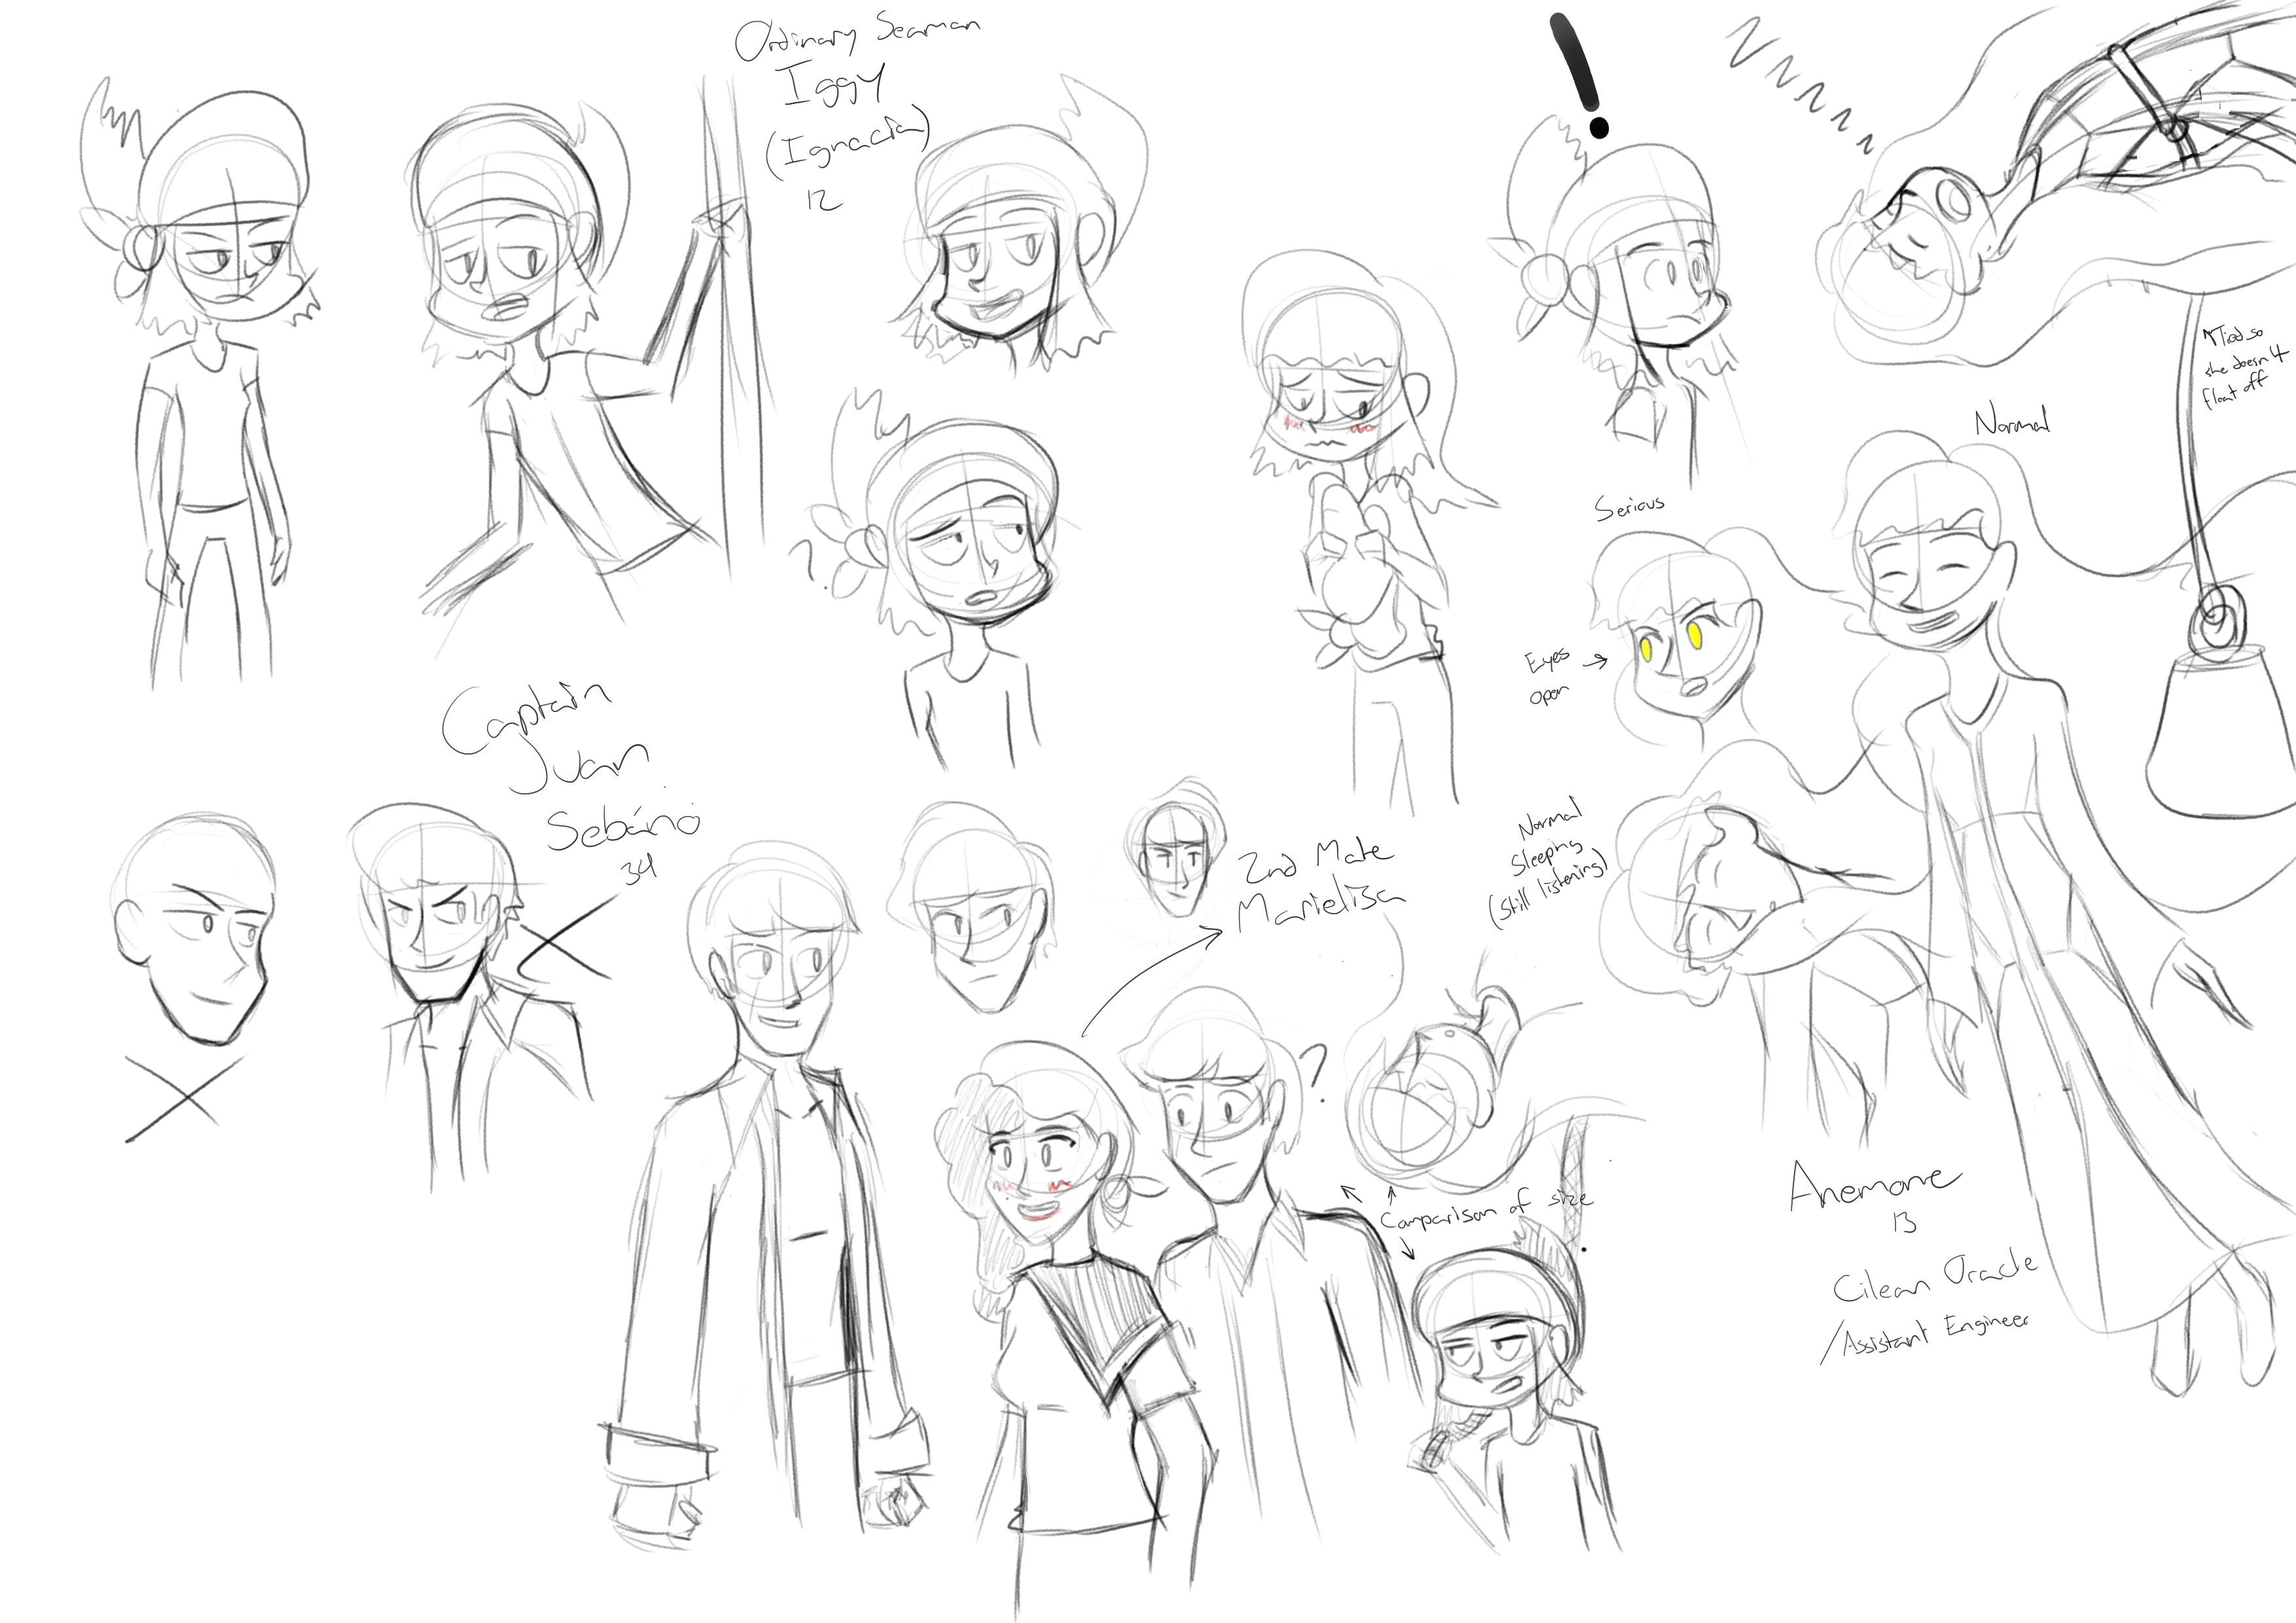 Ordinary Seaman
Iggy
(Ignacia)
12
!
ZZZZZZ
↑ Tied so
she doesn't
float off
Normal
Serious
?
Eyes →
open
Captain
Juan
Sebáno
34
2nd Mate
Marielisa
Normal
Sleeping
(Still listening)
?
Comparison of size
Anemone
13
Cilean Oracle
/Assistant Engineer